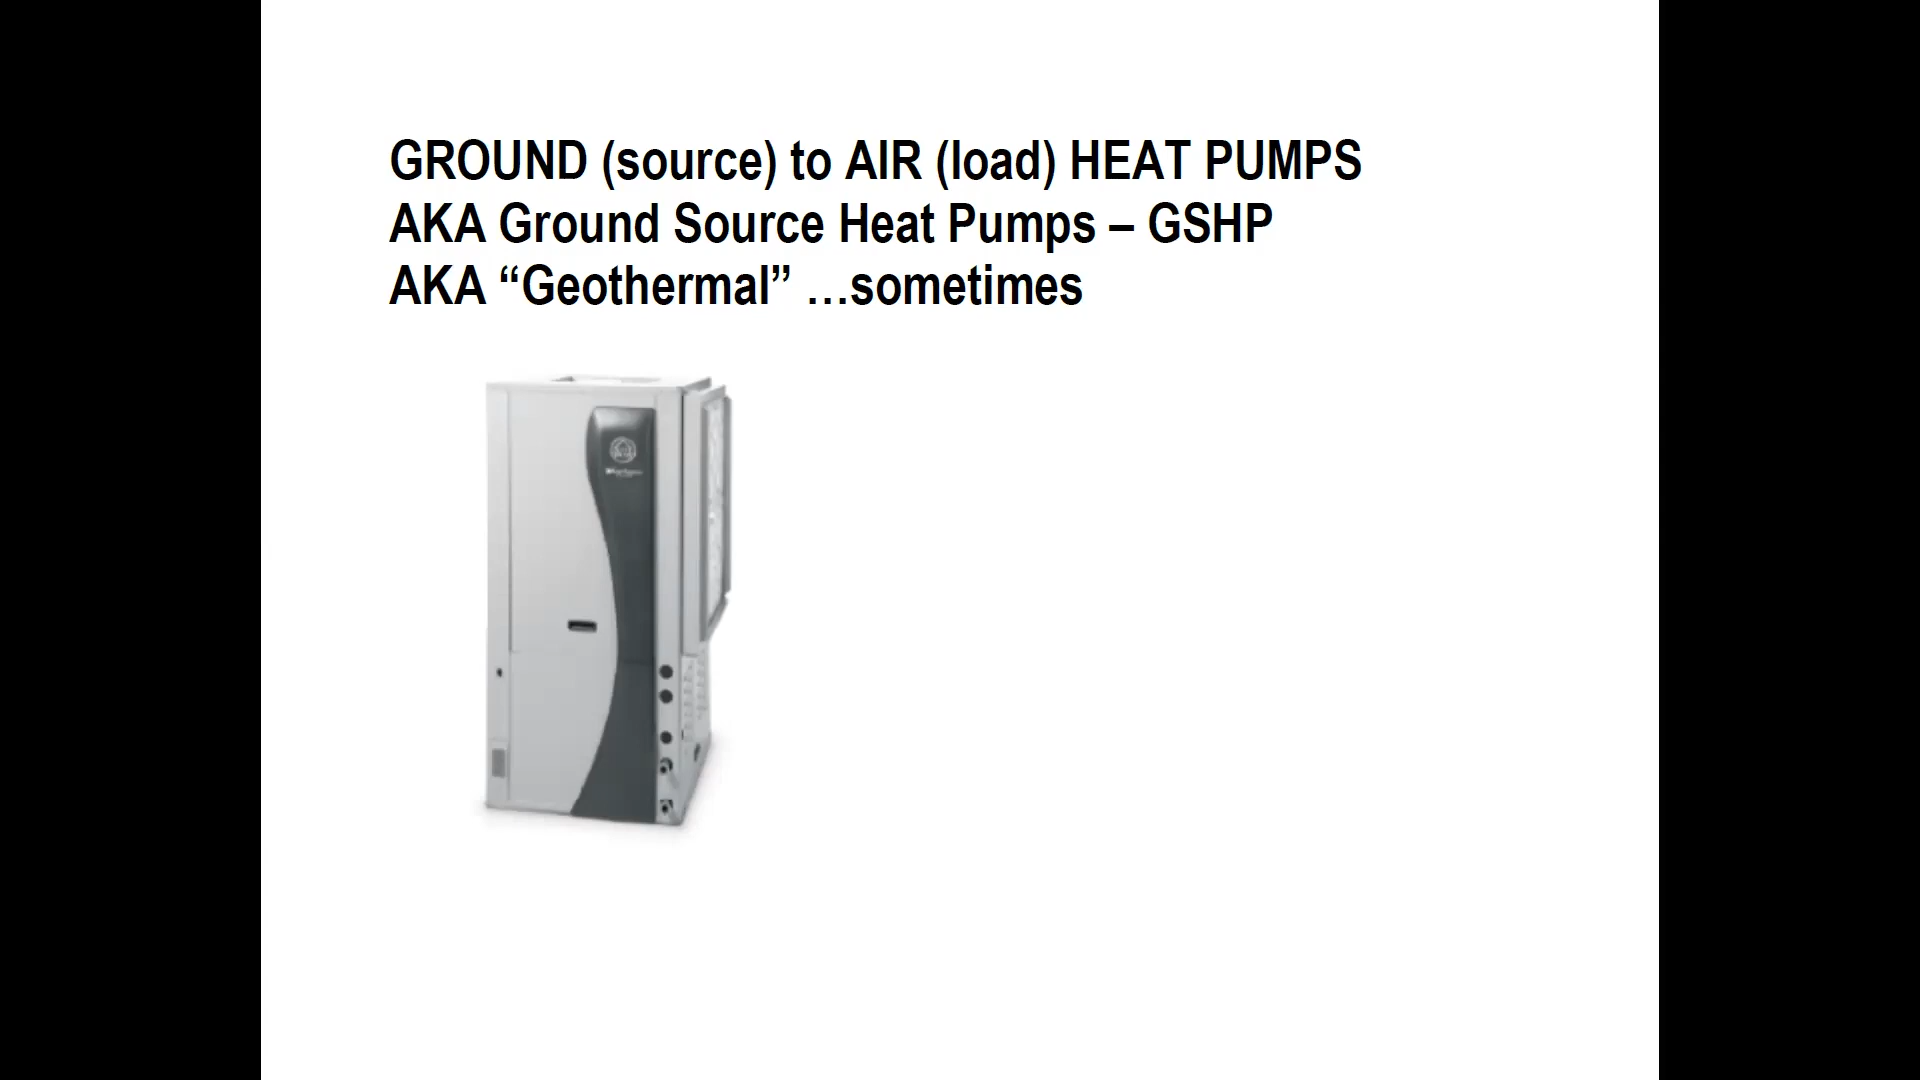 GROUND (source) to AIR (load) HEAT PUMPS
AKA Ground Source Heat Pumps – GSHP
AKA “Geothermal” …sometimes